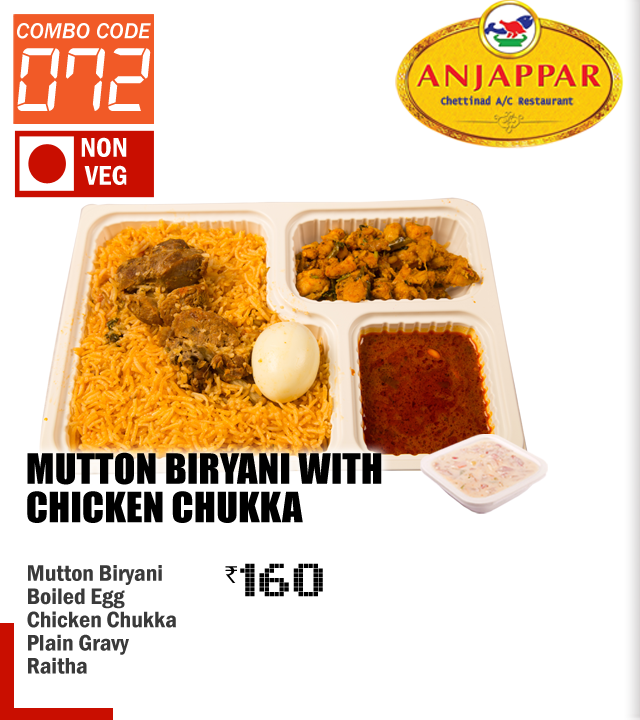 COMBO CODE
072
NON
VEG
ANJAPPAR
Chettinad A/C Restaurant
MUTTON BIRYANI WITH
CHICKEN CHUKKA
Mutton Biryani
₹160
Boiled Egg
Chicken Chukka
Plain Gravy
Raitha